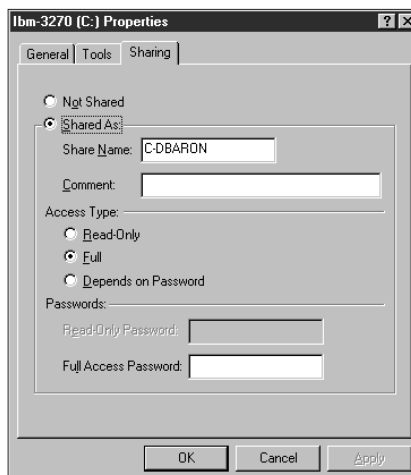 Ibm-3270 (C:) Properties
General Tools Sharing
Not Shared
Shared As:
Share Name: C-DBARON
Comment:
Access Type:
Read-Only
Full
Depends on Password
Passwords:
Read-Only Password:
Full Access Password:
OK Cancel Apply